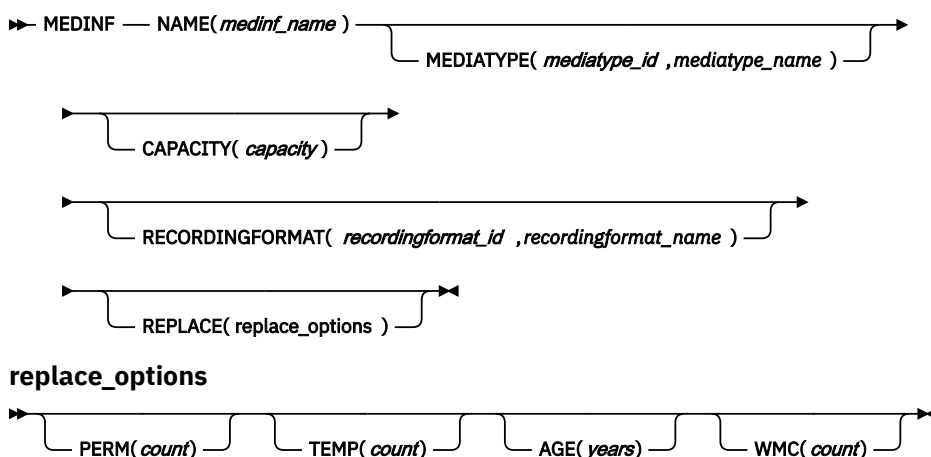 MEDINF NAME( medinf_name )
MEDIATYPE( mediatype_id ,mediatype_name )
CAPACITY( capacity )
RECORDINGFORMAT( recordingformat_id ,recordingformat_name )
REPLACE( replace_options )
replace_options
PERM( count ) TEMP( count ) AGE( years ) WMC( count )